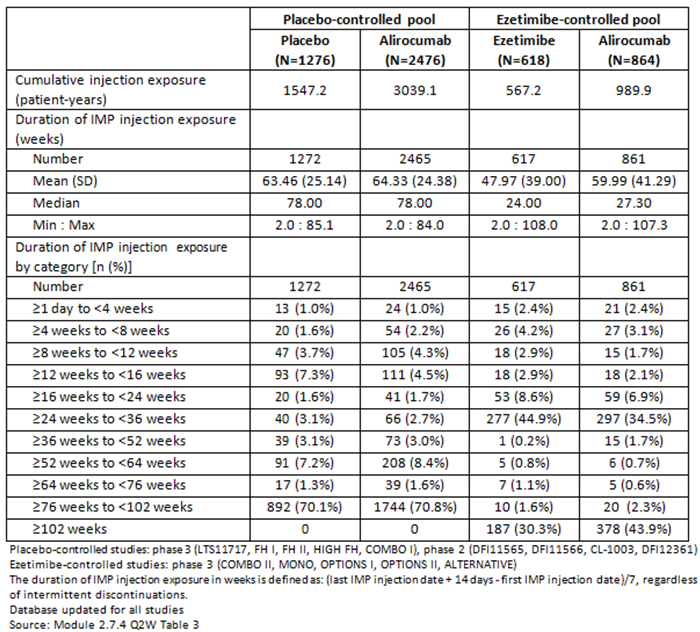 Placebo-controlled pool Ezetimibe-controlled pool
Placebo Alirocumab Ezetimibe Alirocumab
(N=1276) (N=2476) (N=618) (N=864)
Cumulative injection exposure
(patient-years) 1547.2 3039.1 567.2 989.9
Duration of IMP injection exposure
(weeks)
Number 1272 2465 617 861
Mean (SD) 63.46 (25.14) 64.33 (24.38) 47.97 (39.00) 59.99 (41.29)
Median 78.00 78.00 24.00 27.30
Min : Max 2.0 : 85.1 2.0 : 84.0 2.0 : 108.0 2.0 : 107.3
Duration of IMP injection exposure
by category [n (%)]
Number 1272 2465 617 861
≥1 day to <4 weeks 13 (1.0%) 24 (1.0%) 15 (2.4%) 21 (2.4%)
≥4 weeks to <8 weeks 20 (1.6%) 54 (2.2%) 26 (4.2%) 27 (3.1%)
≥8 weeks to <12 weeks 47 (3.7%) 105 (4.3%) 18 (2.9%) 15 (1.7%)
≥12 weeks to <16 weeks 93 (7.3%) 111 (4.5%) 18 (2.9%) 18 (2.1%)
≥16 weeks to <24 weeks 20 (1.6%) 41 (1.7%) 53 (8.6%) 59 (6.9%)
≥24 weeks to <36 weeks 40 (3.1%) 66 (2.7%) 277 (44.9%) 297 (34.5%)
≥36 weeks to <52 weeks 39 (3.1%) 73 (3.0%) 1 (0.2%) 15 (1.7%)
≥52 weeks to <64 weeks 91 (7.2%) 208 (8.4%) 5 (0.8%) 6 (0.7%)
≥64 weeks to <76 weeks 17 (1.3%) 39 (1.6%) 7 (1.1%) 5 (0.6%)
≥76 weeks to <102 weeks 892 (70.1%) 1744 (70.8%) 10 (1.6%) 20 (2.3%)
≥102 weeks 0 0 187 (30.3%) 378 (43.9%)
Placebo-controlled studies: phase 3 (LTS11717, FH I, FH II, HIGH FH, COMBO I), phase 2 (DFI11565, DFI11566, CL-1003, DFI12361)
Ezetimibe-controlled studies: phase 3 (COMBO II, MONO, OPTIONS I, OPTIONS II, ALTERNATIVE)
The duration of IMP injection exposure in weeks is defined as: (last IMP injection date + 14 days - first IMP injection date)/7, regardless
of intermittent discontinuations.
Database updated for all studies
Source: Module 2.7.4 Q2W Table 3